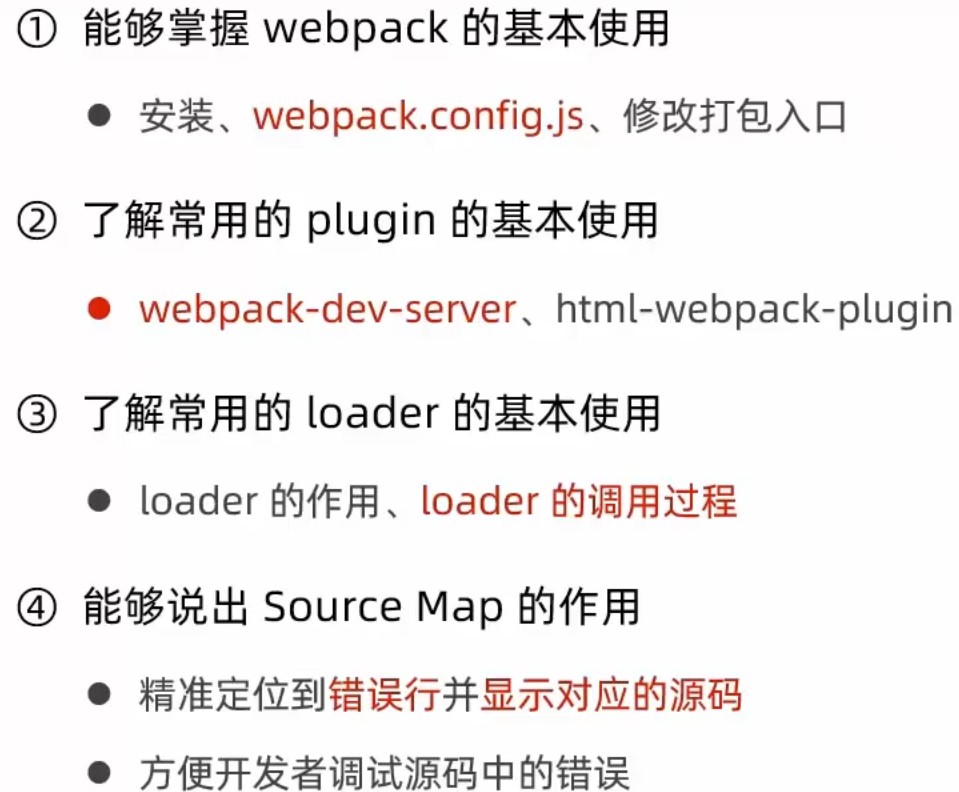 ① 能够掌握 webpack 的基本使用
● 安装、webpack.config.js、修改打包入口
② 了解常用的 plugin 的基本使用
● webpack-dev-server、html-webpack-plugin
③ 了解常用的 loader 的基本使用
● loader 的作用、loader 的调用过程
④ 能够说出 Source Map 的作用
● 精准定位到错误行并显示对应的源码
● 方便开发者调试源码中的错误